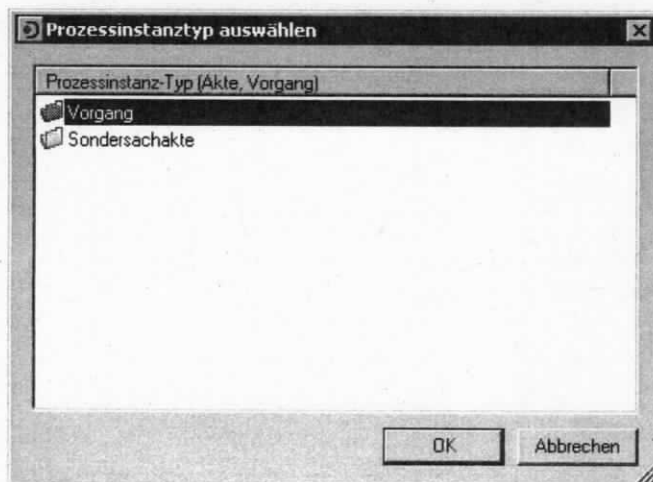 Prozessinstanztyp auswählen
Prozessinstanz-Typ (Akte, Vorgang)
Vorgang
Sondersachakte
OK
Abbrechen